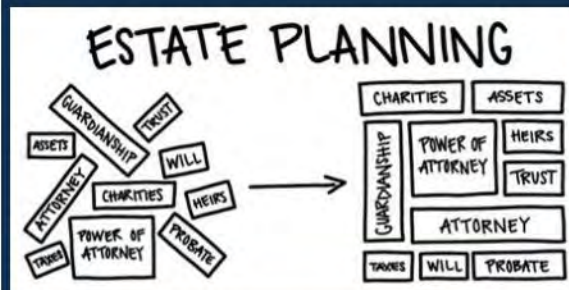 ESTATE PLANNING
GUARDIANSHIP
TRUST
ASSETS
WILL
ATTORNEY
CHARITIES
HEIRS
POWER OF
ATTORNEY
PROBATE
TAXES
CHARITIES
ASSETS
GUARDIANSHIP
POWER OF
ATTORNEY
HEIRS
TRUST
ATTORNEY
TAXES
WILL
PROBATE